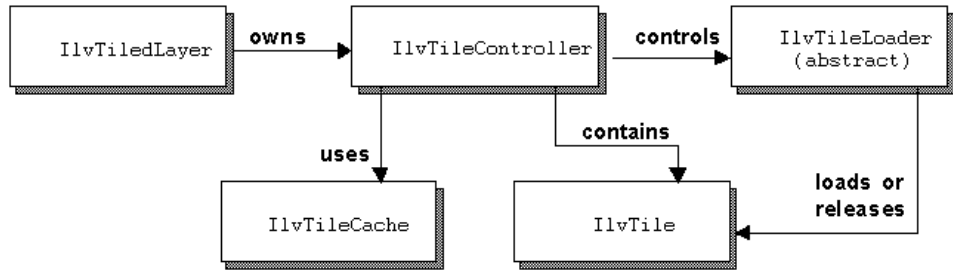 IlvTiledLayer
owns
IlvTileController
controls
IlvTileLoader
(abstract)
uses
contains
loads or
releases
IlvTileCache
IlvTile